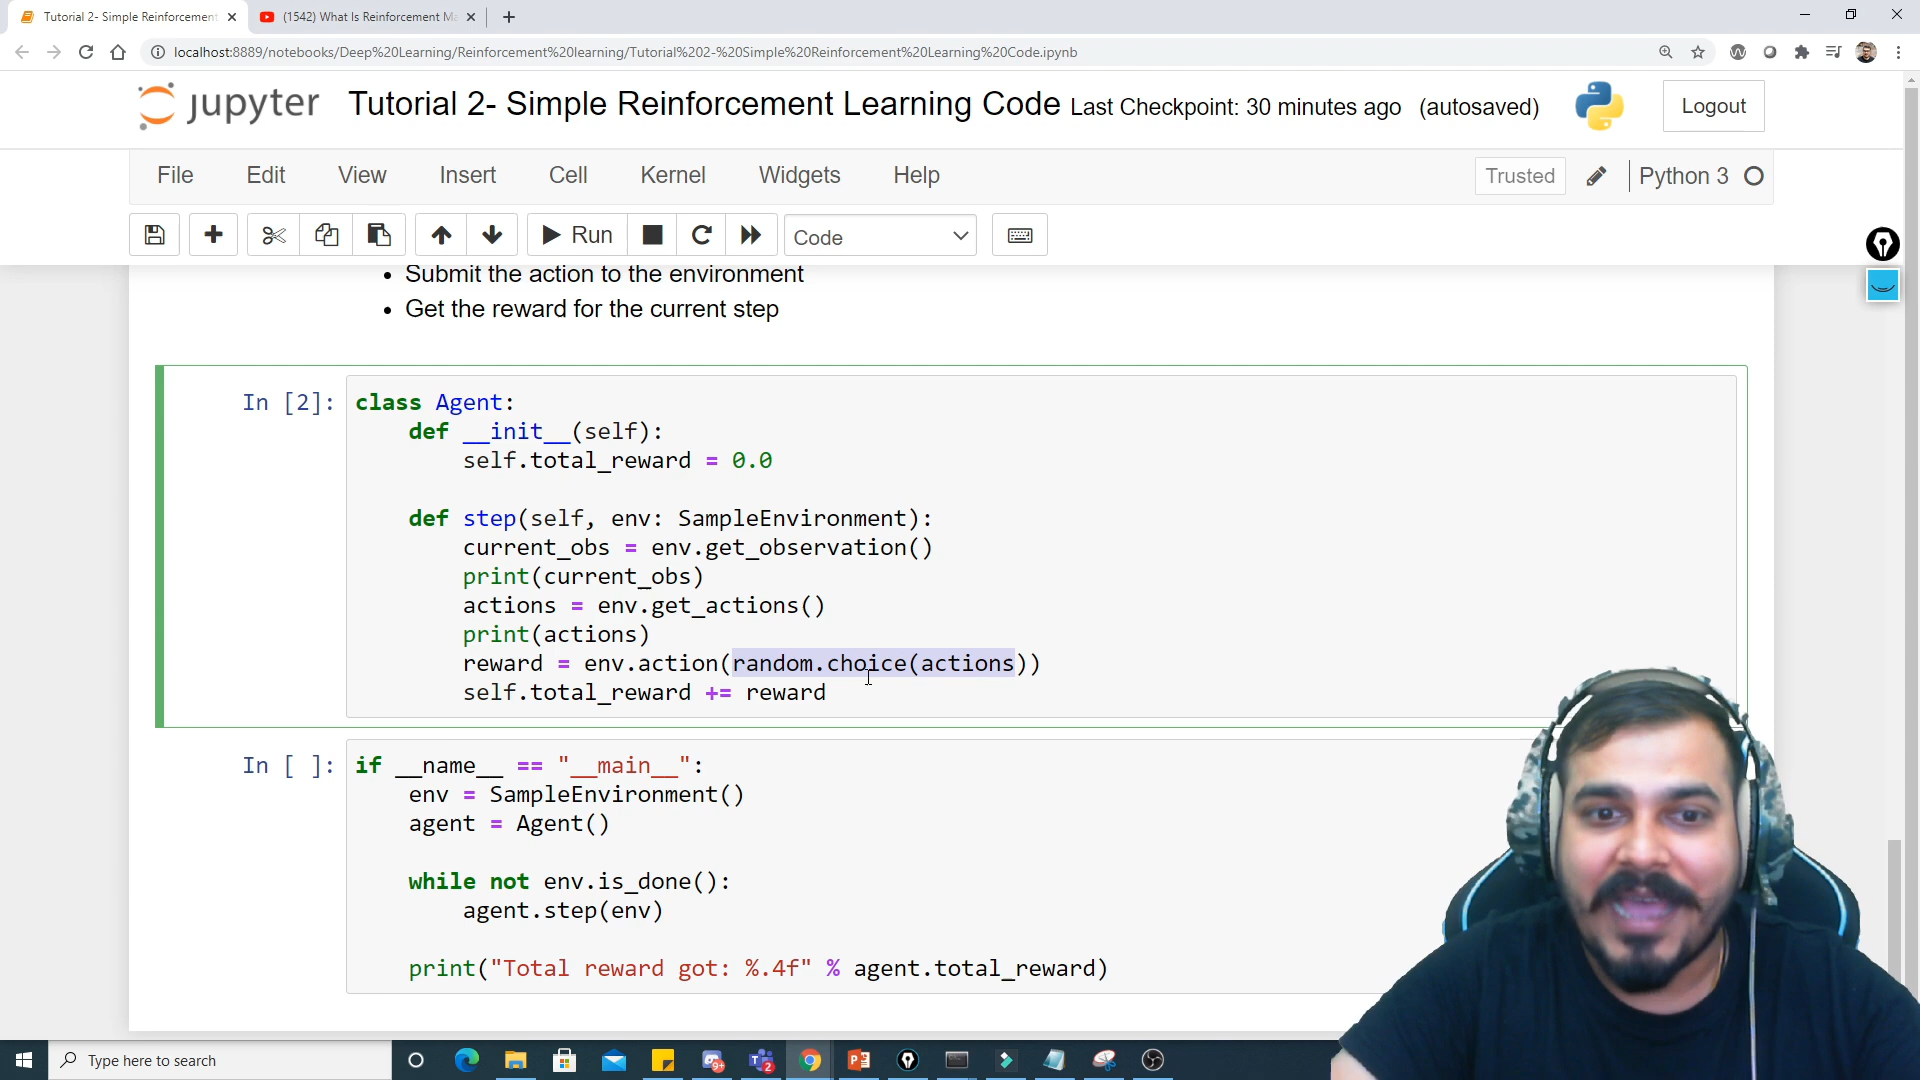 Tutorial 2- Simple Reinforcement
(1542) What Is Reinforcement Ma
localhost:8889/notebooks/Deep%20Learning/Reinforcement%20learning/Tutorial%202-%20Simple%20Reinforcement%20Learning%20Code.ipynb
jupyter Tutorial 2- Simple Reinforcement Learning Code Last Checkpoint: 30 minutes ago (autosaved)
Logout
File Edit View Insert Cell Kernel Widgets Help
Trusted Python 3
Run Code
• Submit the action to the environment
• Get the reward for the current step
In [2]: class Agent:
def __init__(self):
self.total_reward = 0.0
def step(self, env: SampleEnvironment):
current_obs = env.get_observation()
print(current_obs)
actions = env.get_actions()
print(actions)
reward = env.action(random.choice(actions))
self.total_reward += reward
In [ ]: if __name__ == "__main__":
env = SampleEnvironment()
agent = Agent()
while not env.is_done():
agent.step(env)
print("Total reward got: %.4f" % agent.total_reward)
Type here to search
9+
2